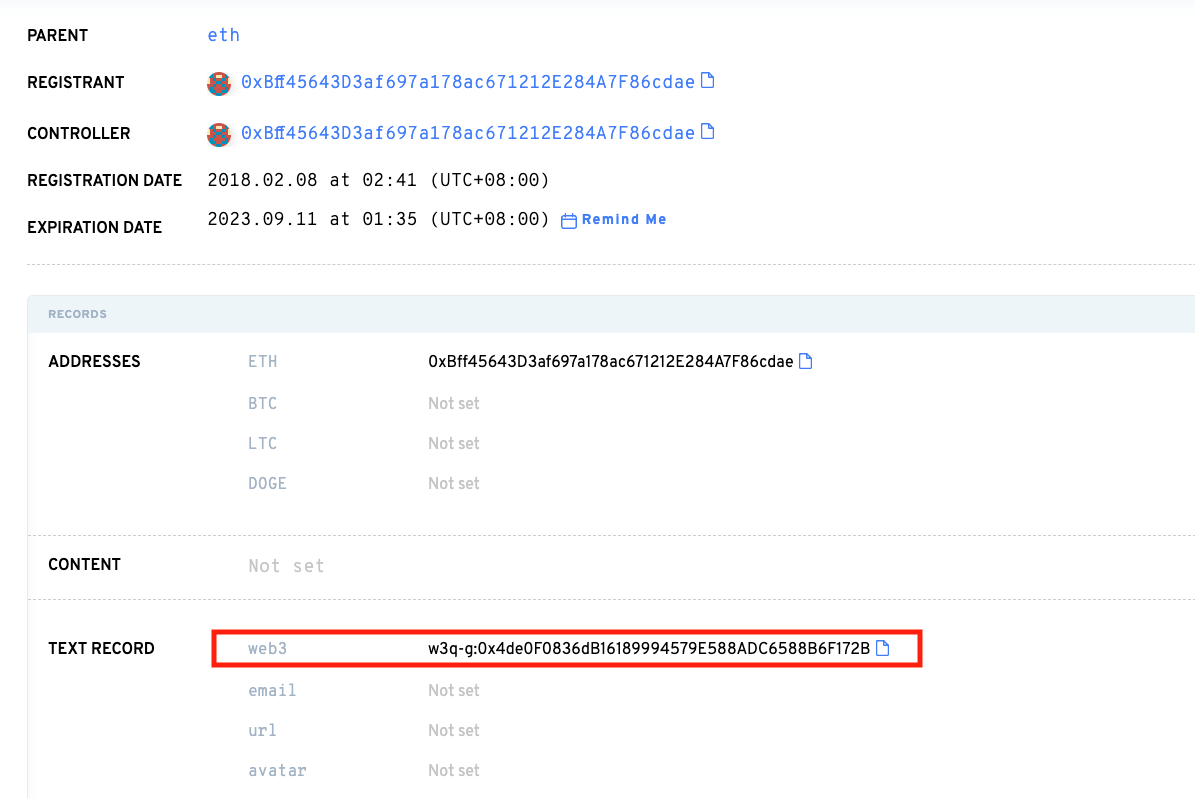 PARENT eth
REGISTRANT 0xBff45643D3af697a178ac671212E284A7F86cdae
CONTROLLER 0xBff45643D3af697a178ac671212E284A7F86cdae
REGISTRATION DATE 2018.02.08 at 02:41 (UTC+08:00)
EXPIRATION DATE 2023.09.11 at 01:35 (UTC+08:00) Remind Me
RECORDS
ADDRESSES ETH 0xBff45643D3af697a178ac671212E284A7F86cdae
BTC Not set
LTC Not set
DOGE Not set
CONTENT Not set
TEXT RECORD web3 w3q-g:0x4de0F0836dB16189994579E588ADC6588B6F172B
email Not set
url Not set
avatar Not set